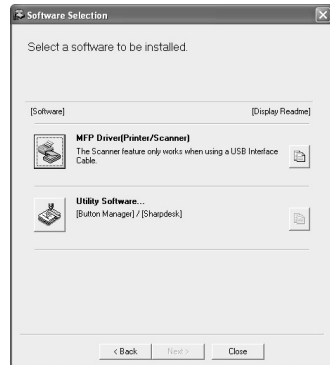 Software Selection
Select a software to be installed.
[Software] [Display Readme]
MFP Driver(Printer/Scanner)
The Scanner feature only works when using a USB Interface
Cable.
Utility Software...
[Button Manager] / [Sharpdesk]
< Back Next > Close